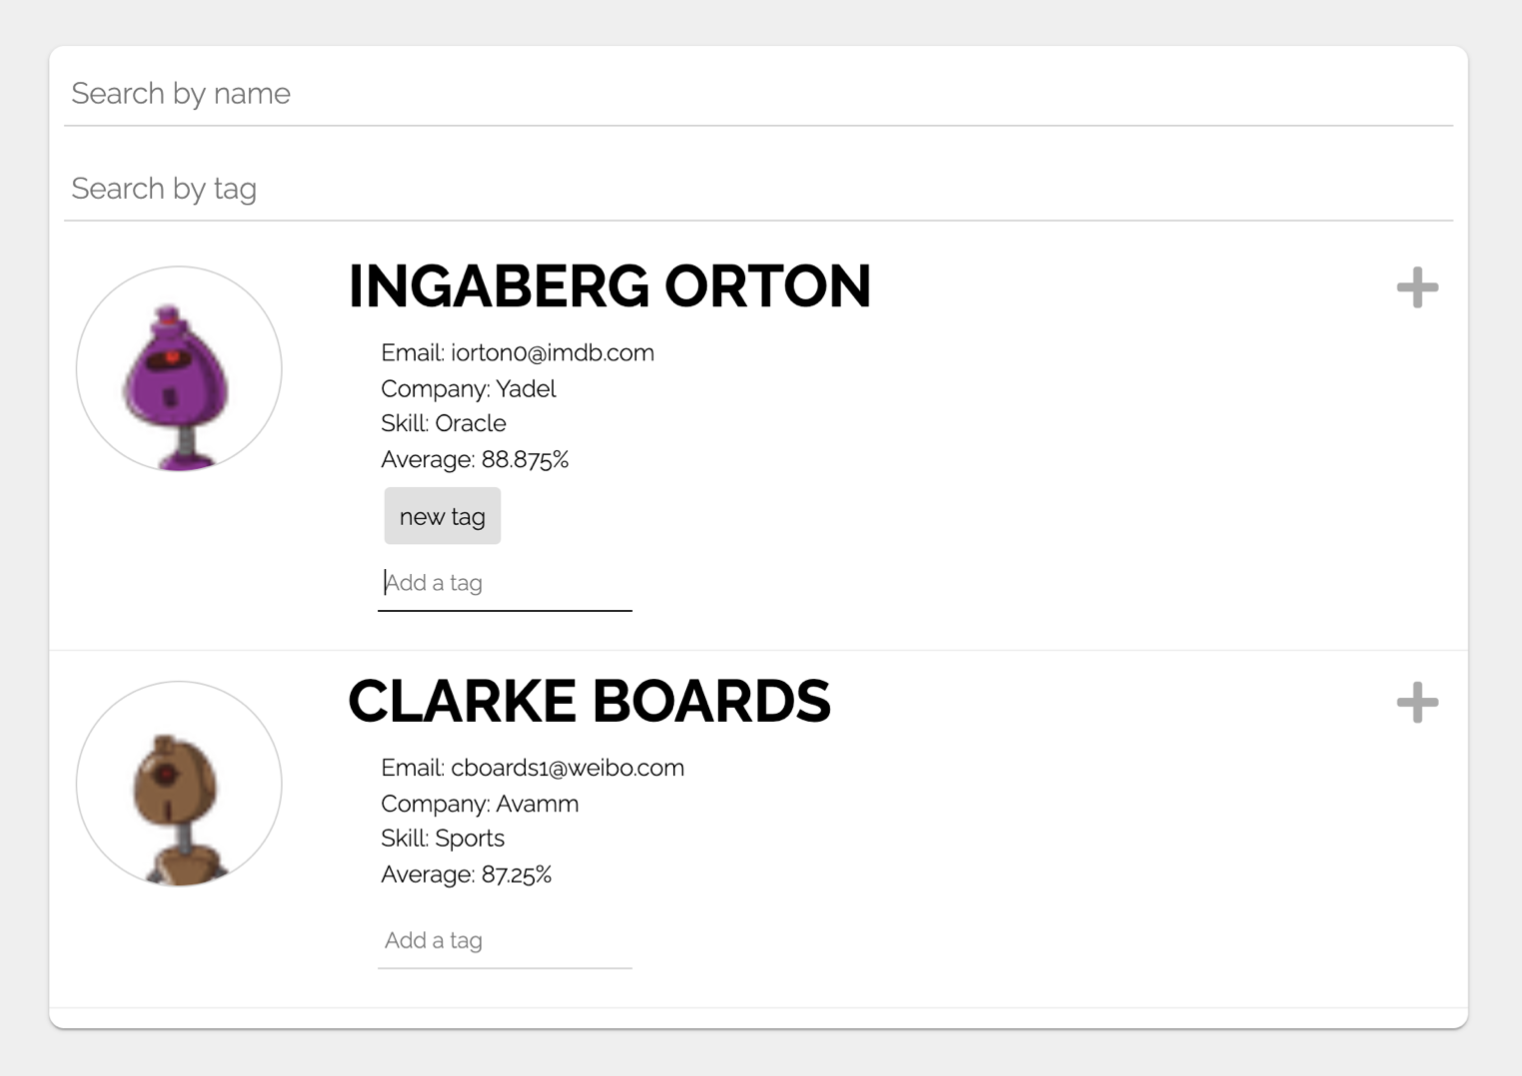 Search by name
Search by tag
INGABERG ORTON
Email: iorton0@imdb.com
Company: Yadel
Skill: Oracle
Average: 88.875%
new tag
Add a tag
CLARKE BOARDS
Email: cboards1@weibo.com
Company: Avamm
Skill: Sports
Average: 87.25%
Add a tag